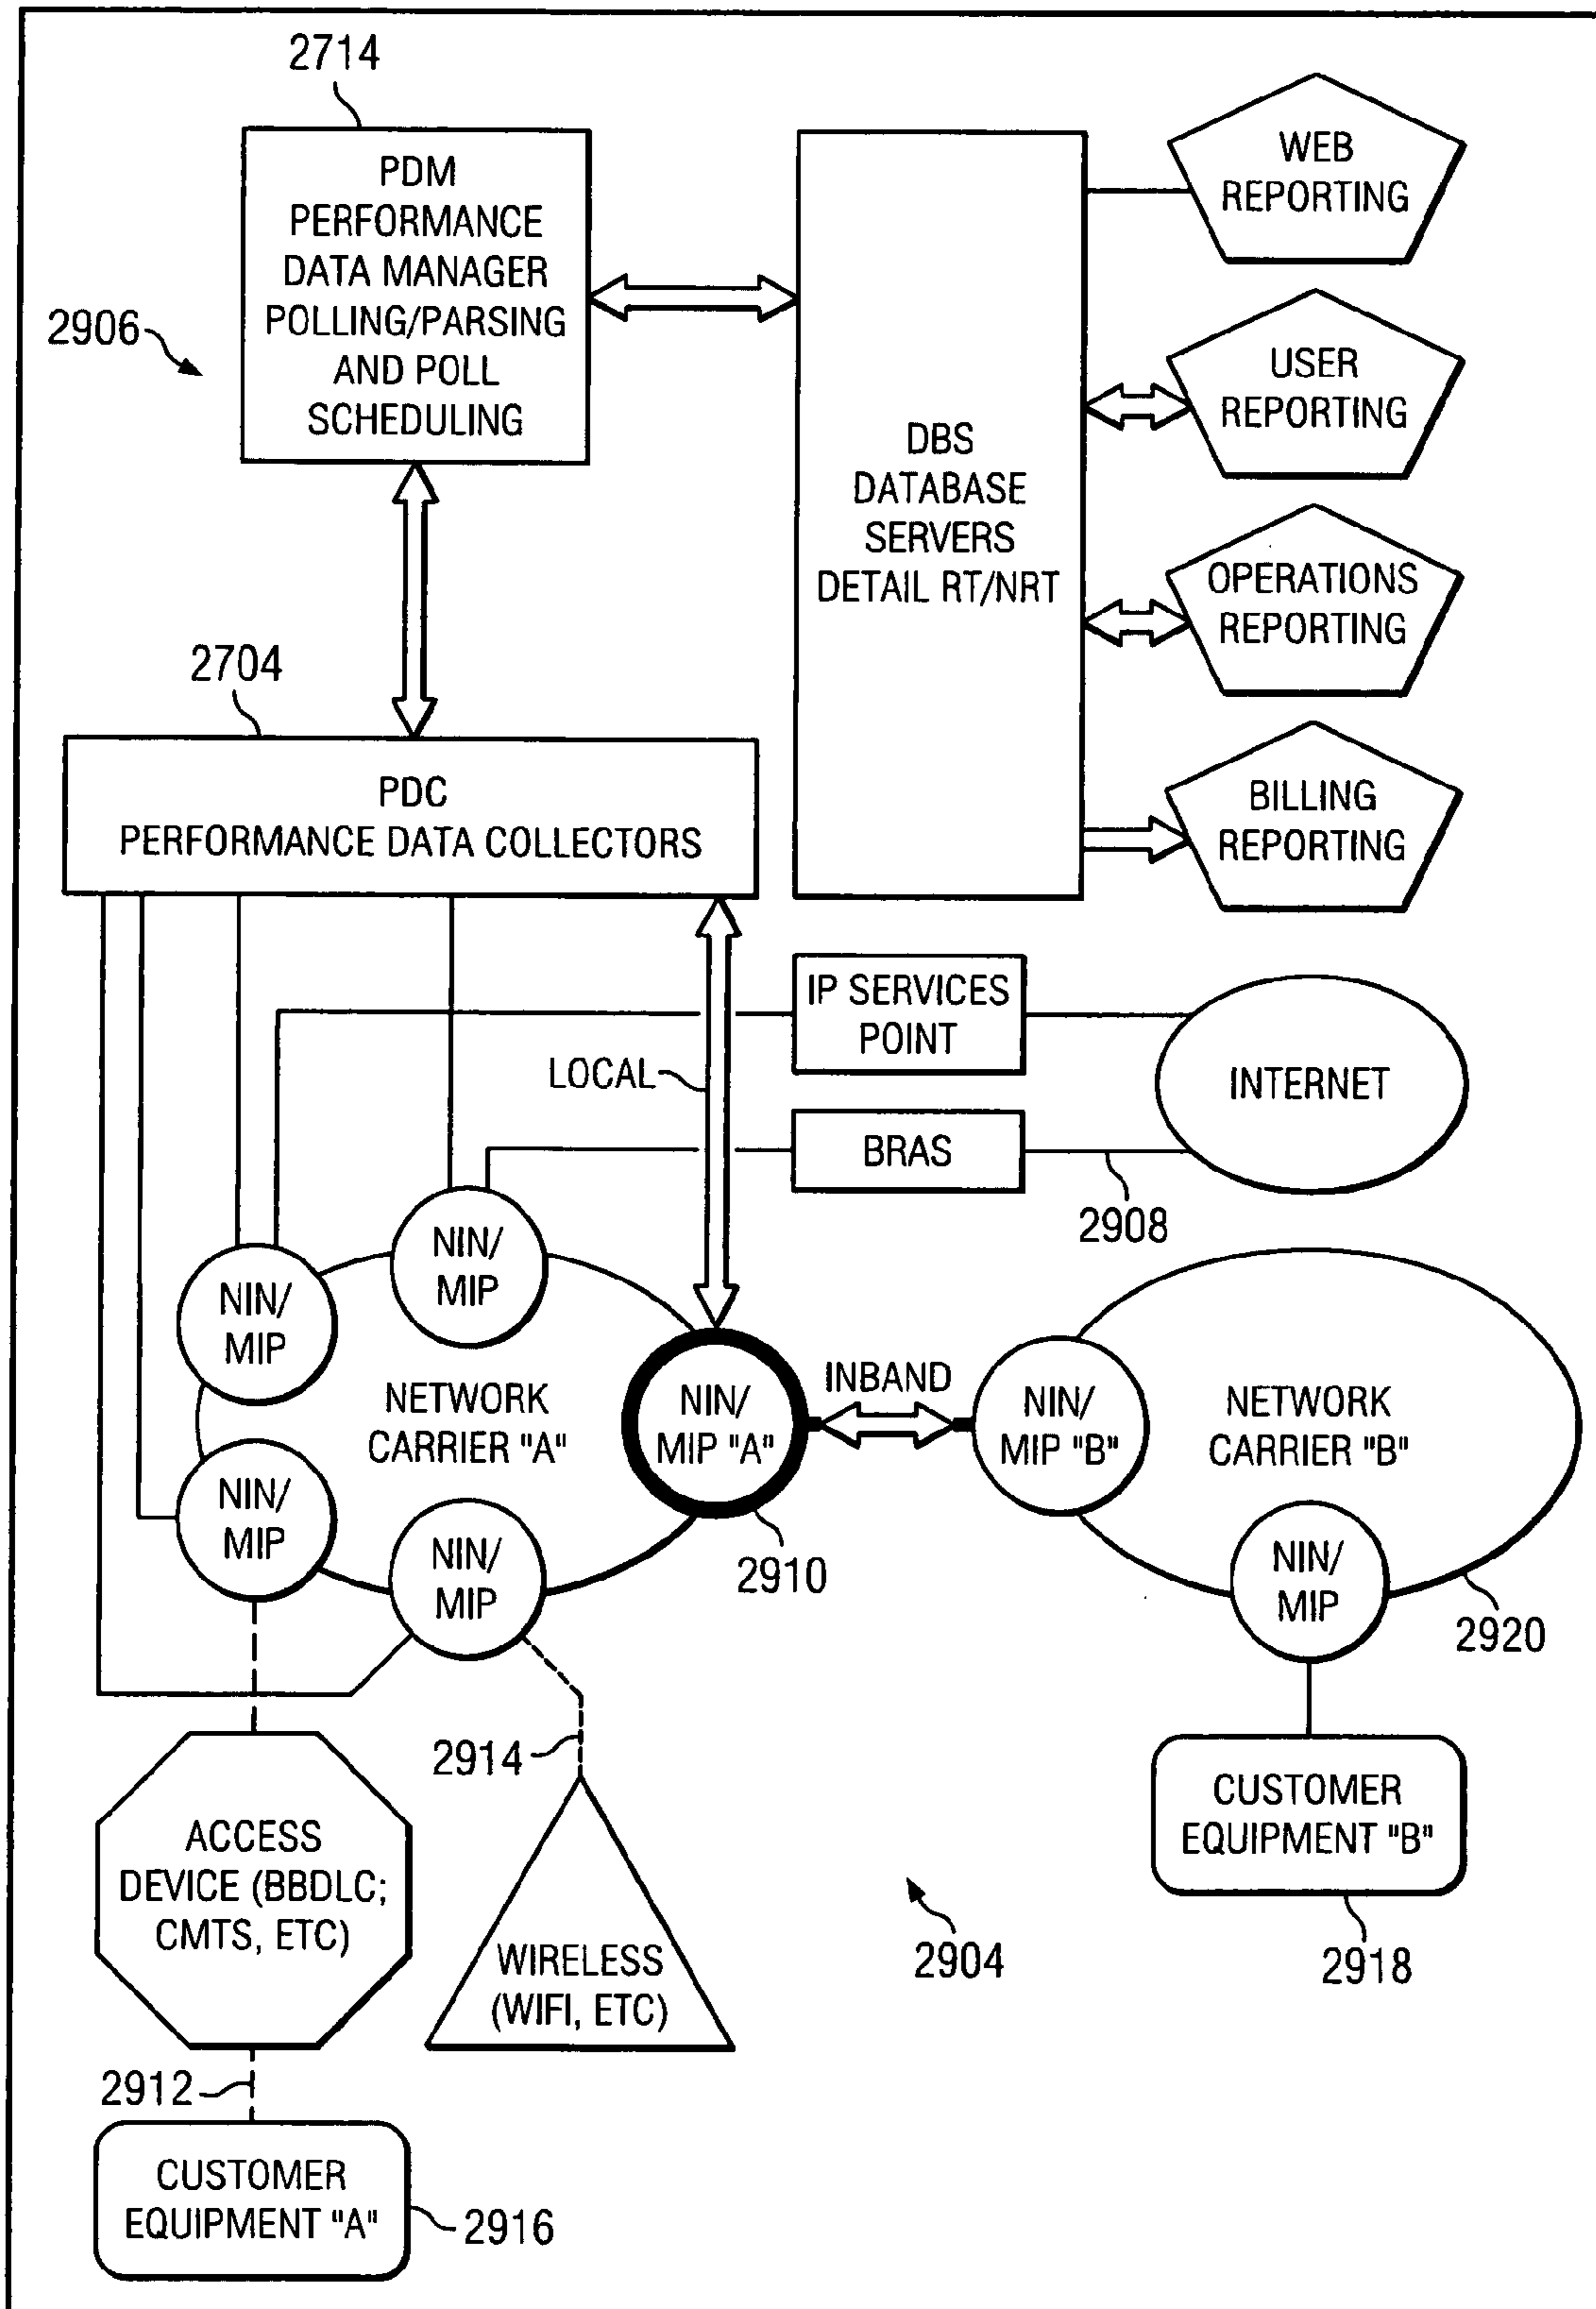 2714
PDM
PERFORMANCE
DATA MANAGER
POLLING/PARSING
AND POLL
SCHEDULING
2906
DBS
DATABASE
SERVERS
DETAIL RT/NRT
WEB
REPORTING
USER
REPORTING
OPERATIONS
REPORTING
BILLING
REPORTING
2704
PDC
PERFORMANCE DATA COLLECTORS
IP SERVICES
POINT
LOCAL
INTERNET
BRAS
2908
NIN/
MIP
NIN/
MIP
NETWORK
CARRIER "A"
NIN/
MIP "A"
INBAND
NIN/
MIP "B"
NETWORK
CARRIER "B"
NIN/
MIP
NIN/
MIP
2910
NIN/
MIP
2920
2914
ACCESS
DEVICE (BBDLC;
CMTS, ETC)
WIRELESS
(WIFI, ETC)
2904
CUSTOMER
EQUIPMENT "B"
2918
2912
CUSTOMER
EQUIPMENT "A"
2916